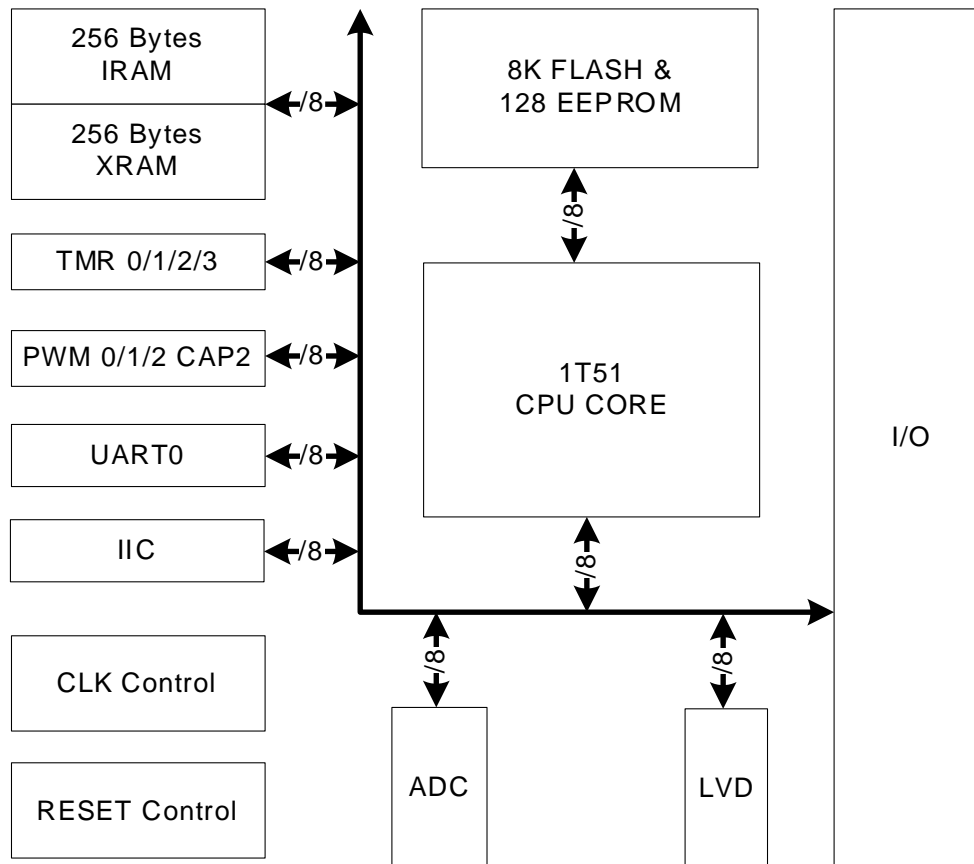 256 Bytes
IRAM
/8
256 Bytes
XRAM
8K FLASH &
128 EEPROM
/8
TMR 0/1/2/3
/8
PWM 0/1/2 CAP2
/8
1T51
CPU CORE
UART0
/8
IIC
/8
/8
I/O
CLK Control
RESET Control
/8
ADC
/8
LVD